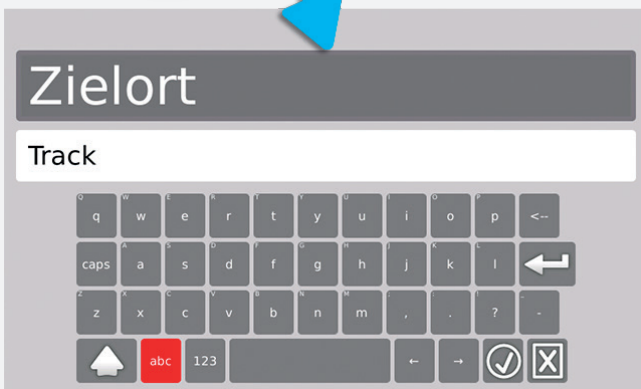 Zielort
Track
Q W E R T Y U I O P
q w e r t y u i o p <--
A S D F G H J K L
caps a s d f g h j k l
Z X C V B N M ; : ! _
z x c v b n m , . ? -
abc 123 ← →